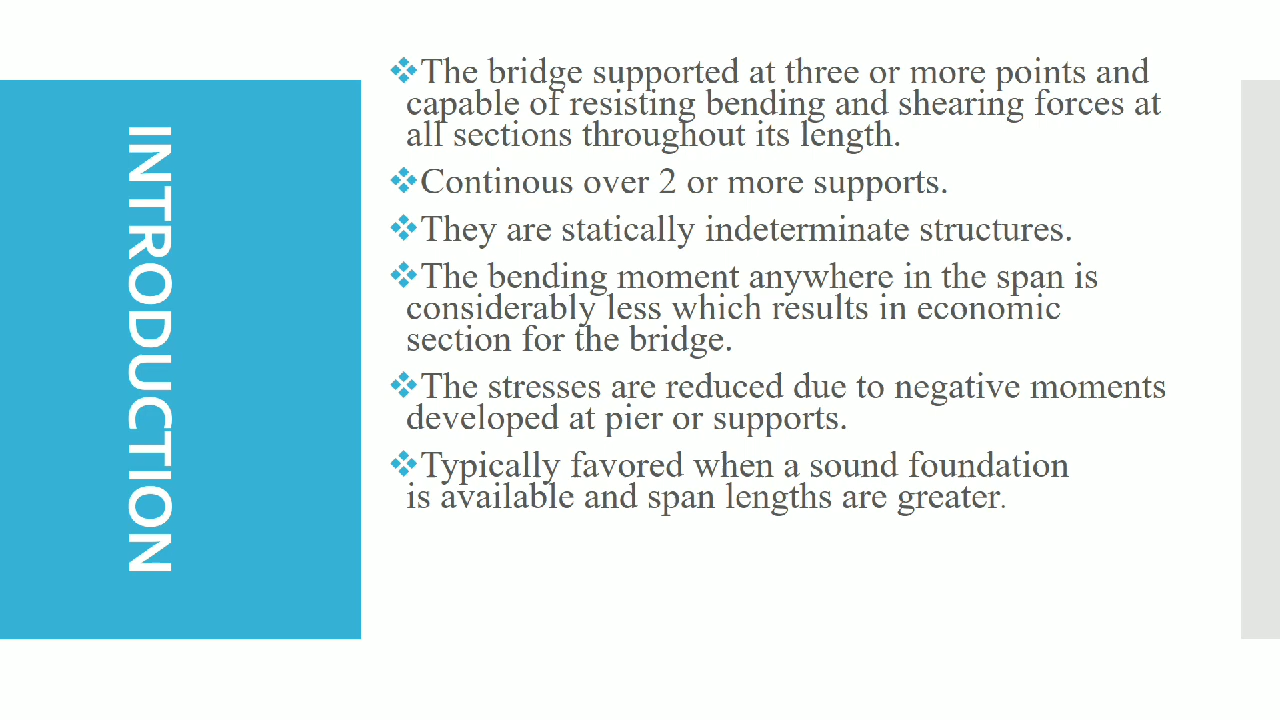 INTRODUCTION
❖The bridge supported at three or more points and
capable of resisting bending and shearing forces at
all sections throughout its length.
❖Continous over 2 or more supports.
❖They are statically indeterminate structures.
❖The bending moment anywhere in the span is
considerably less which results in economic
section for the bridge.
❖The stresses are reduced due to negative moments
developed at pier or supports.
❖Typically favored when a sound foundation
is available and span lengths are greater.